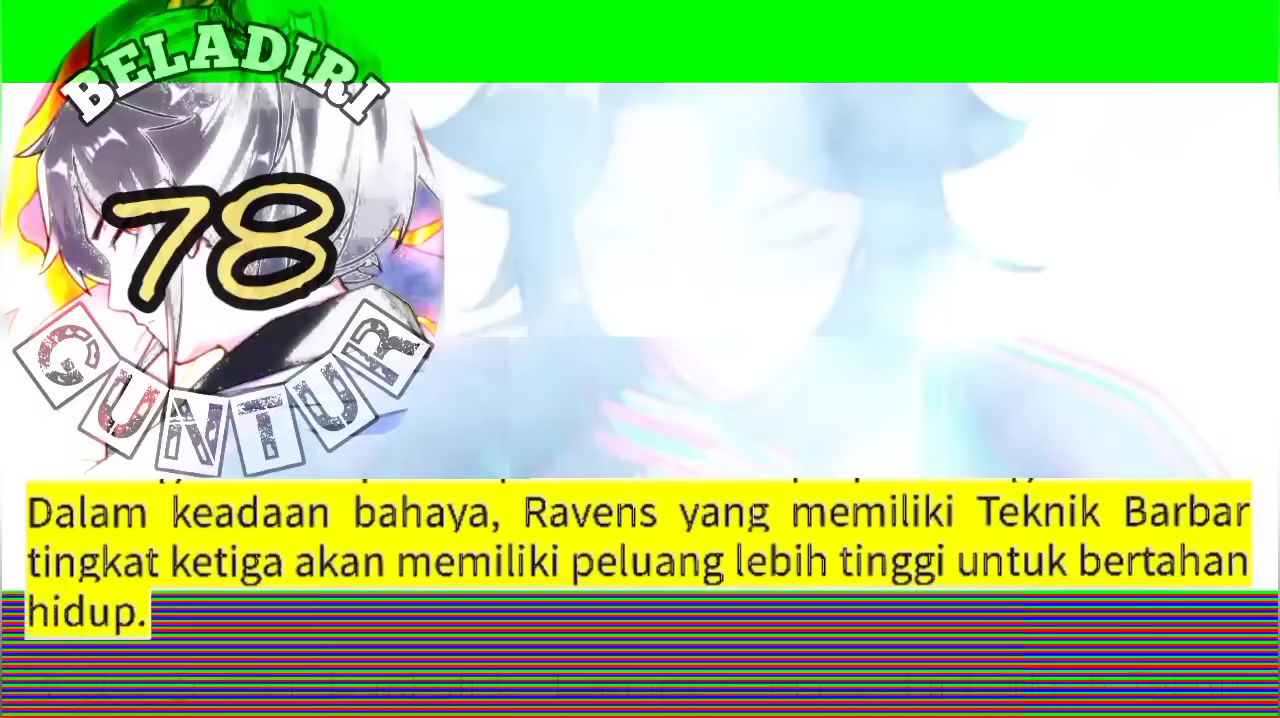 BELADIRI
78
GUNTUR
Dalam keadaan bahaya, Ravens yang memiliki Teknik Barbar
tingkat ketiga akan memiliki peluang lebih tinggi untuk bertahan
hidup.